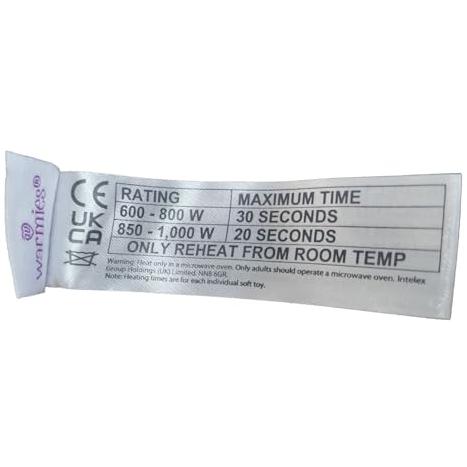 warmies®
CE
UK
CA
RATING MAXIMUM TIME
600 - 800 W 30 SECONDS
850 - 1,000 W 20 SECONDS
ONLY REHEAT FROM ROOM TEMP
Warning: Heat only in a microwave oven. Only adults should operate a microwave oven. Intelex
Group Holdings (UK) Limited. NN8 6GR.
Note: Heating times are for each individual soft toy.